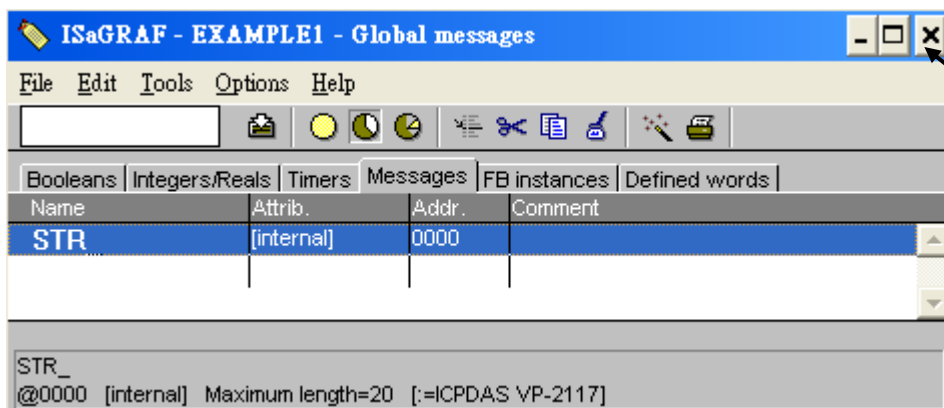 ISaGRAF - EXAMPLE1 - Global messages
File Edit Tools Options Help
Booleans Integers/Reals Timers Messages FB instances Defined words
Name Attrib. Addr. Comment
STR [internal] 0000
STR_
@0000 [internal] Maximum length=20 [:=ICPDAS VP-2117]